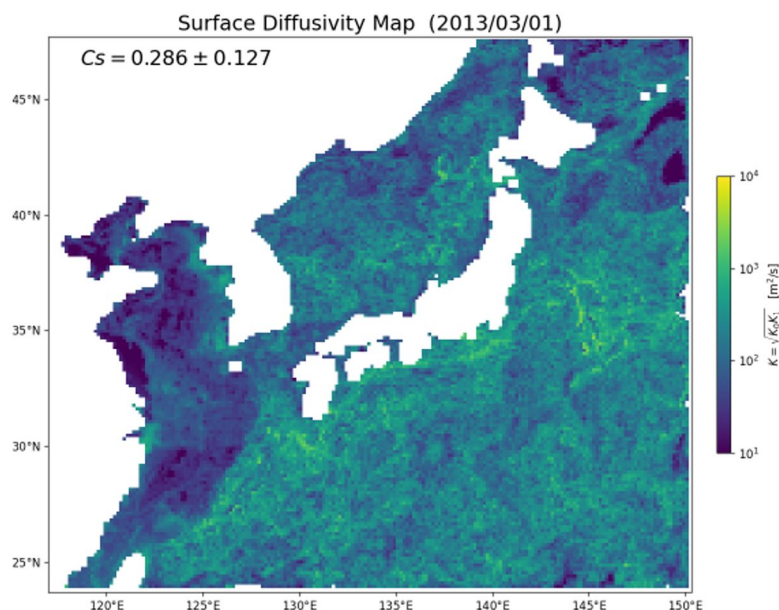 Surface Diffusivity Map (2013/03/01)
Cs = 0.286 ± 0.127
45°N
40°N
35°N
30°N
25°N
120°E
125°E
130°E
135°E
140°E
145°E
150°E
10⁴
10³
10²
10¹
K = √K₀K₁ [m²/s]